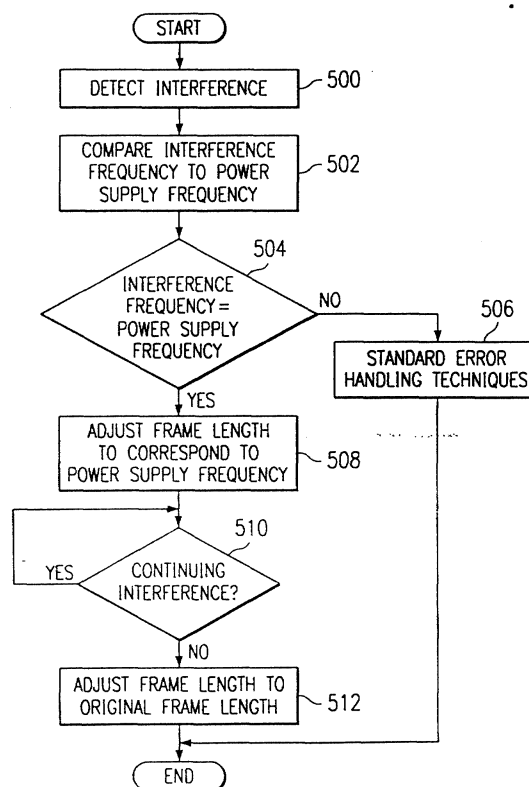 START
DETECT INTERFERENCE
500
COMPARE INTERFERENCE
FREQUENCY TO POWER
SUPPLY FREQUENCY
502
504
INTERFERENCE
FREQUENCY=
POWER SUPPLY
FREQUENCY
NO
506
STANDARD ERROR
HANDLING TECHNIQUES
YES
ADJUST FRAME LENGTH
TO CORRESPOND TO
POWER SUPPLY FREQUENCY
508
510
YES
CONTINUING
INTERFERENCE?
NO
ADJUST FRAME LENGTH TO
ORIGINAL FRAME LENGTH
512
END